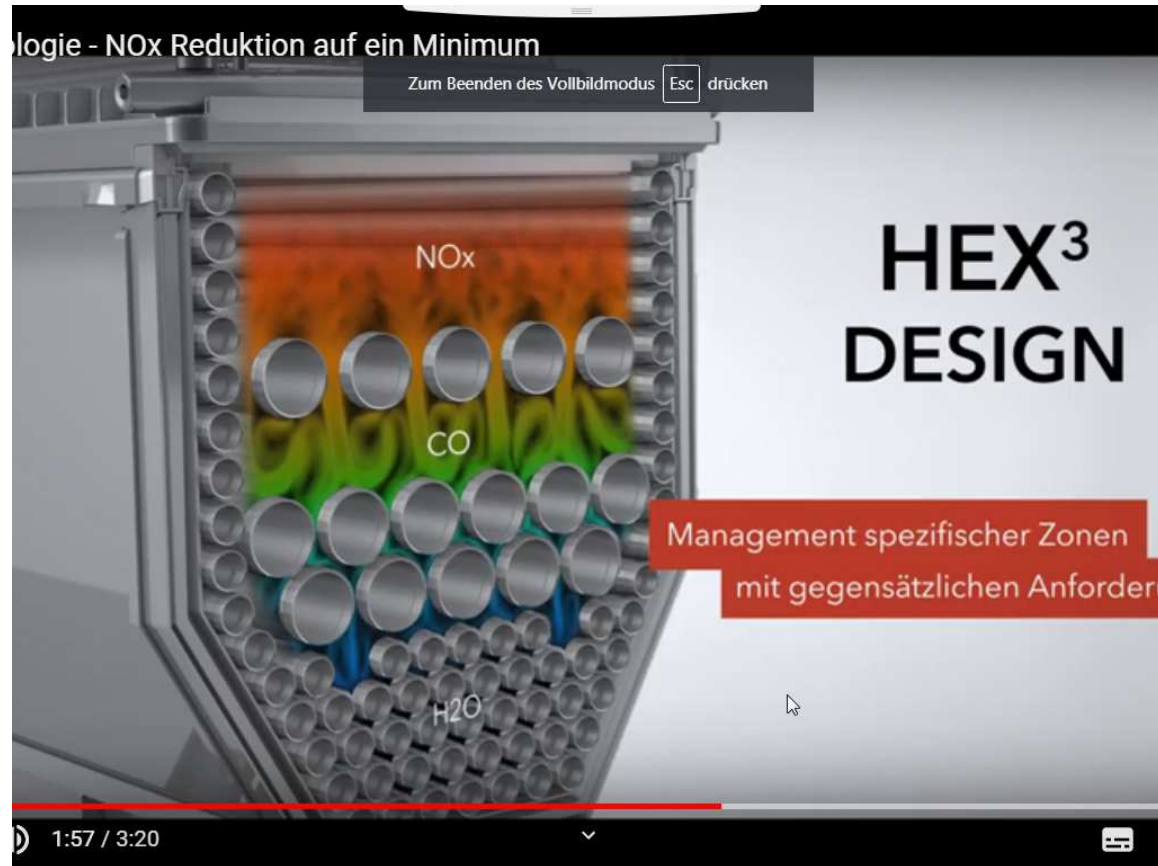 ologie - NOx Reduktion auf ein Minimum
Zum Beenden des Vollbildmodus Esc drücken
NOx
HEX³
DESIGN
CO
Management spezifischer Zonen
mit gegensätzlichen Anforder
H2O
1:57 / 3:20